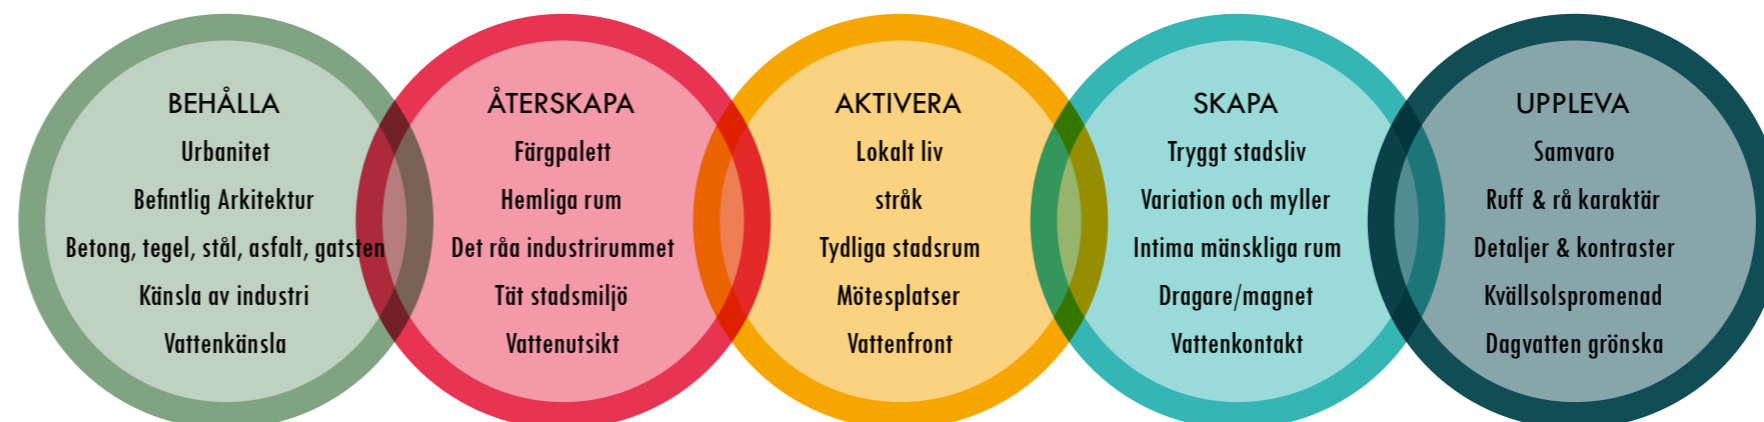 BEHÅLLA
Urbanitet
Befintlig Arkitektur
Betong, tegel, stål, asfalt, gatsten
Känsla av industri
Vattenkänsla
ÅTERSKAPA
Färgpalett
Hemliga rum
Det råa industrirummet
Tät stadsmiljö
Vattenutsikt
AKTIVERA
Lokalt liv
stråk
Tydliga stadsrum
Mötesplatser
Vattenfront
SKAPA
Tryggt stadsliv
Variation och myller
Intima mänskliga rum
Dragare/magnet
Vattenkontakt
UPPLEVA
Samvaro
Ruff & rå karaktär
Detaljer & kontraster
Kvällsolspromenad
Dagvatten grönska